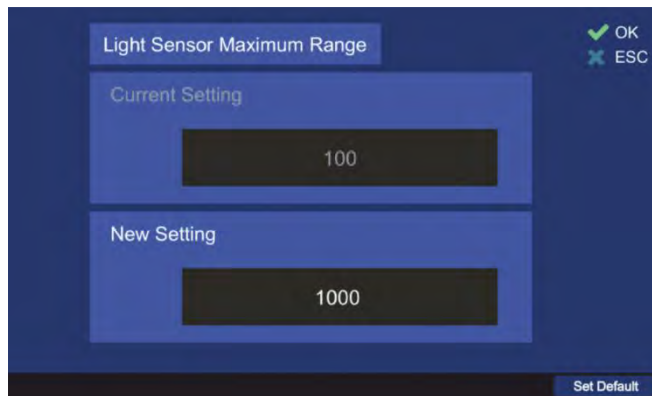 Light Sensor Maximum Range
OK
ESC
Current Setting
100
New Setting
1000
Set Default